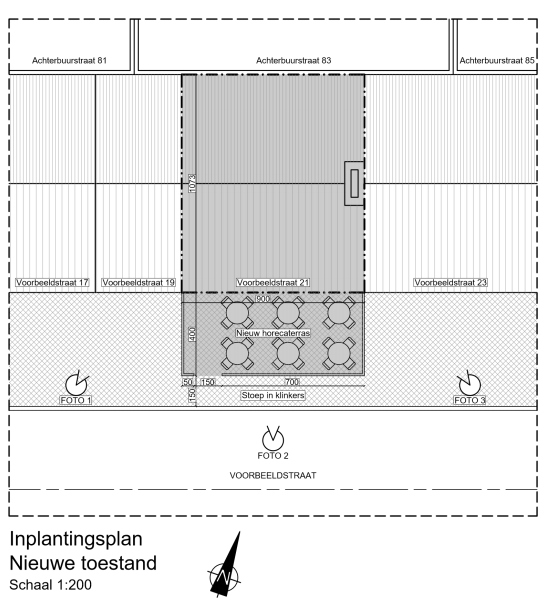 Achterbuurstraat 81
Achterbuurstraat 83
Achterbuurstraat 85
1073
Voorbeeldstraat 17
Voorbeeldstraat 19
Voorbeeldstraat 21
Voorbeeldstraat 23
900
400
Nieuw horecaterras
50
150
700
150
Stoep in klinkers
FOTO 1
FOTO 3
FOTO 2
VOORBEELDSTRAAT
Inplantingsplan
Nieuwe toestand
Schaal 1:200